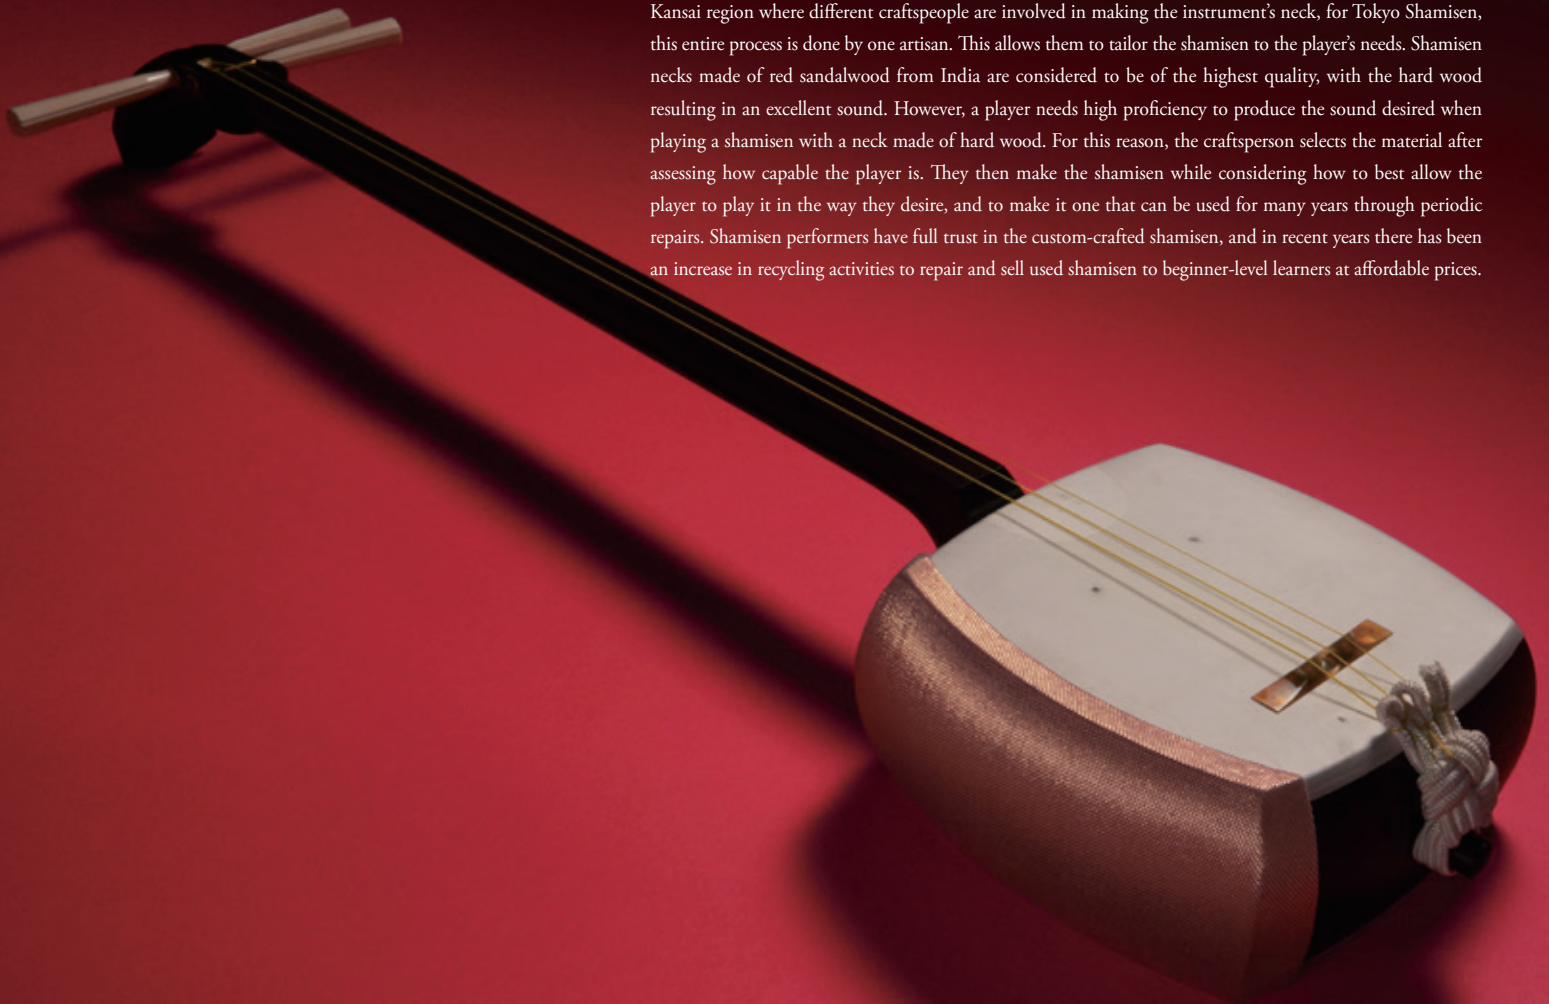 Kansai region where different craftspeople are involved in making the instrument’s neck, for Tokyo Shamisen,
this entire process is done by one artisan. This allows them to tailor the shamisen to the player’s needs. Shamisen
necks made of red sandalwood from India are considered to be of the highest quality, with the hard wood
resulting in an excellent sound. However, a player needs high proficiency to produce the sound desired when
playing a shamisen with a neck made of hard wood. For this reason, the craftsperson selects the material after
assessing how capable the player is. They then make the shamisen while considering how to best allow the
player to play it in the way they desire, and to make it one that can be used for many years through periodic
repairs. Shamisen performers have full trust in the custom-crafted shamisen, and in recent years there has been
an increase in recycling activities to repair and sell used shamisen to beginner-level learners at affordable prices.